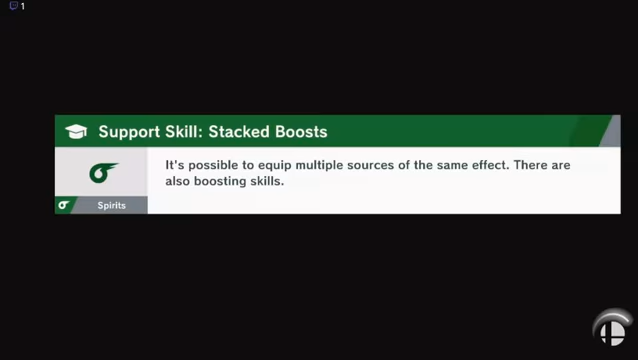 1
Support Skill: Stacked Boosts
It's possible to equip multiple sources of the same effect. There are
also boosting skills.
Spirits